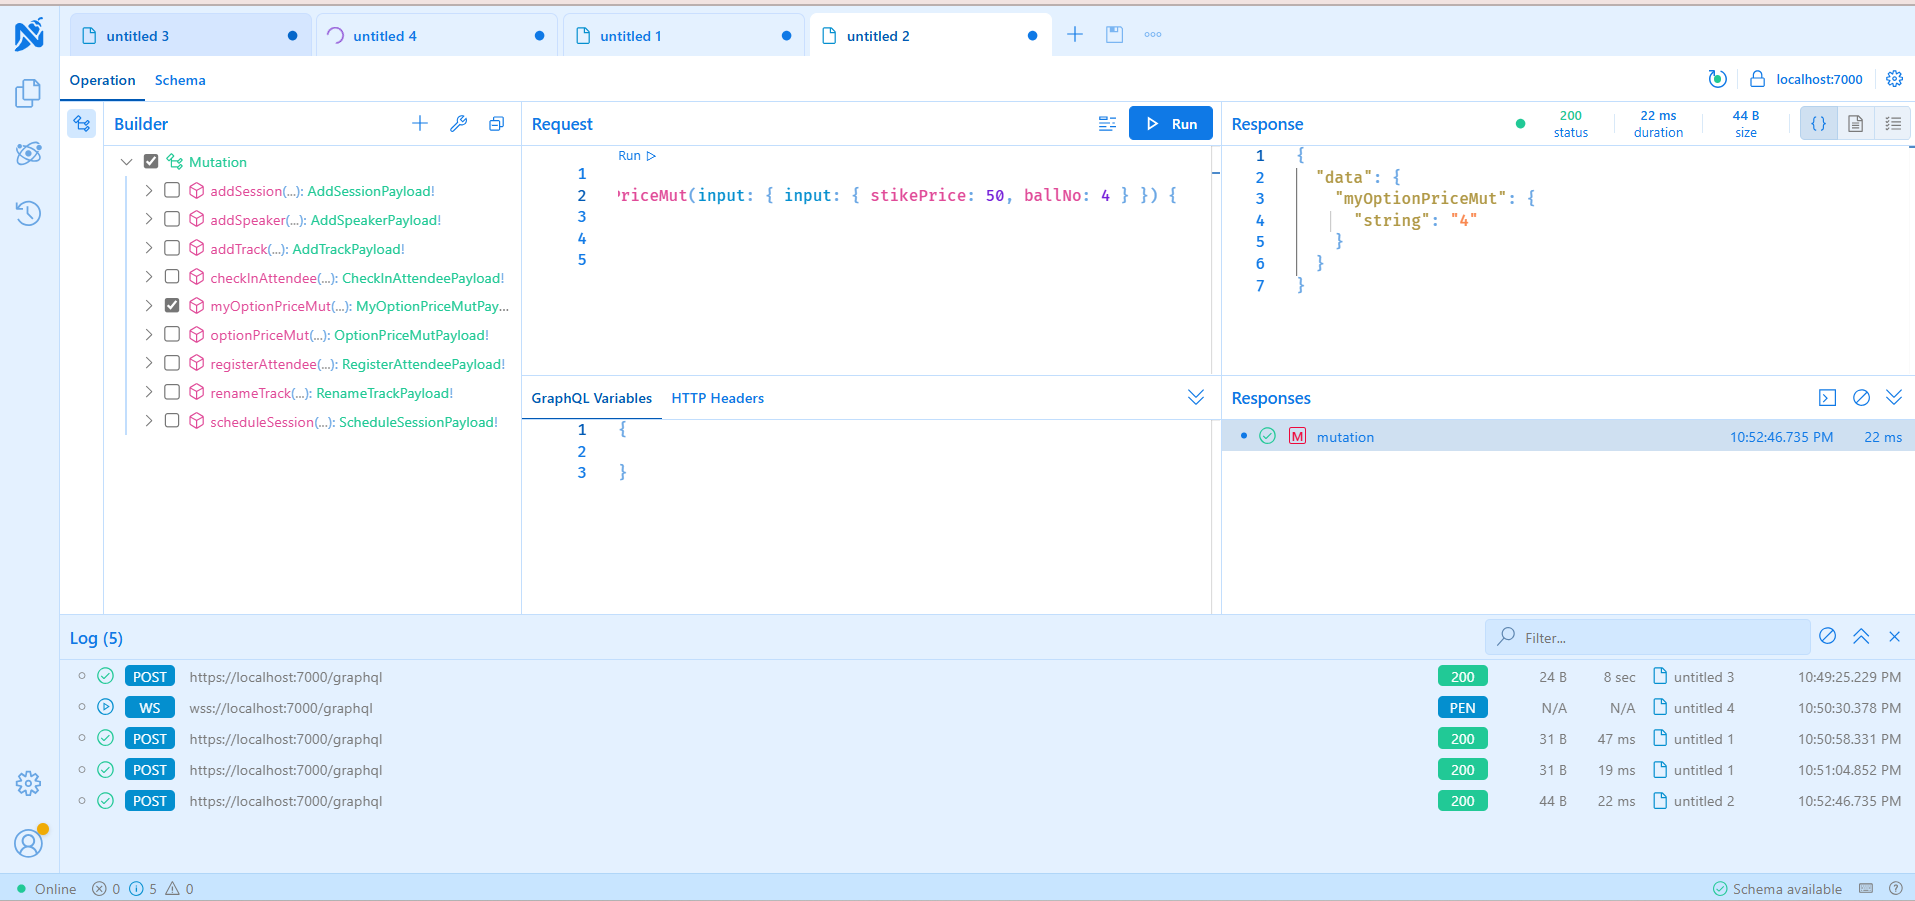 untitled 3
untitled 4
untitled 1
untitled 2
Operation
Schema
localhost:7000
Builder
Mutation
addSession(...): AddSessionPayload!
addSpeaker(...): AddSpeakerPayload!
addTrack(...): AddTrackPayload!
checkInAttendee(...): CheckInAttendeePayload!
myOptionPriceMut(...): MyOptionPriceMutPay...
optionPriceMut(...): OptionPriceMutPayload!
registerAttendee(...): RegisterAttendeePayload!
renameTrack(...): RenameTrackPayload!
scheduleSession(...): ScheduleSessionPayload!
Request
Run
Run
1
2 PriceMut(input: { input: { stikePrice: 50, ballNo: 4 } }) {
3
4
5
GraphQL Variables
HTTP Headers
1 {
2
3 }
Response
200 status
22 ms duration
44 B size
{}
1 {
2 "data": {
3 "myOptionPriceMut": {
4 "string": "4"
5 }
6 }
7 }
Responses
M mutation 10:52:46.735 PM 22 ms
Log (5)
Filter...
POST https://localhost:7000/graphql 200 24 B 8 sec untitled 3 10:49:25.229 PM
WS wss://localhost:7000/graphql PEN N/A N/A untitled 4 10:50:30.378 PM
POST https://localhost:7000/graphql 200 31 B 47 ms untitled 1 10:50:58.331 PM
POST https://localhost:7000/graphql 200 31 B 19 ms untitled 1 10:51:04.852 PM
POST https://localhost:7000/graphql 200 44 B 22 ms untitled 2 10:52:46.735 PM
Online 0 5 0
Schema available